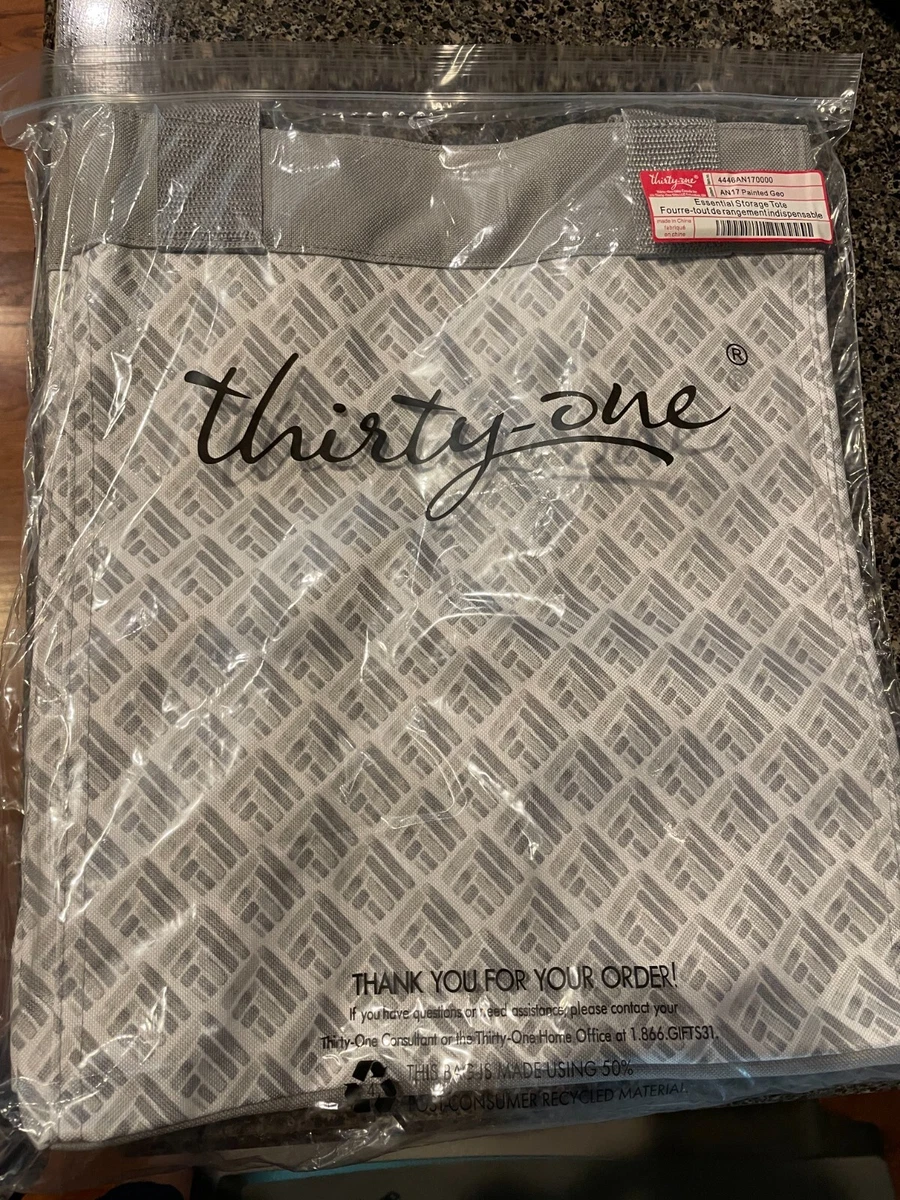 thirty-one®
4446AN170000
AN17 Painted Geo
Essential Storage Tote
Fourre-tout de rangement indispensable
made in China
fabriqué
en chine
thirty-one®
THANK YOU FOR YOUR ORDER!
If you have questions or need assistance, please contact your
Thirty-One Consultant or the Thirty-One Home Office at 1.866.GIFTS31.
THIS BAG IS MADE USING 50%
POST-CONSUMER RECYCLED MATERIAL.
4